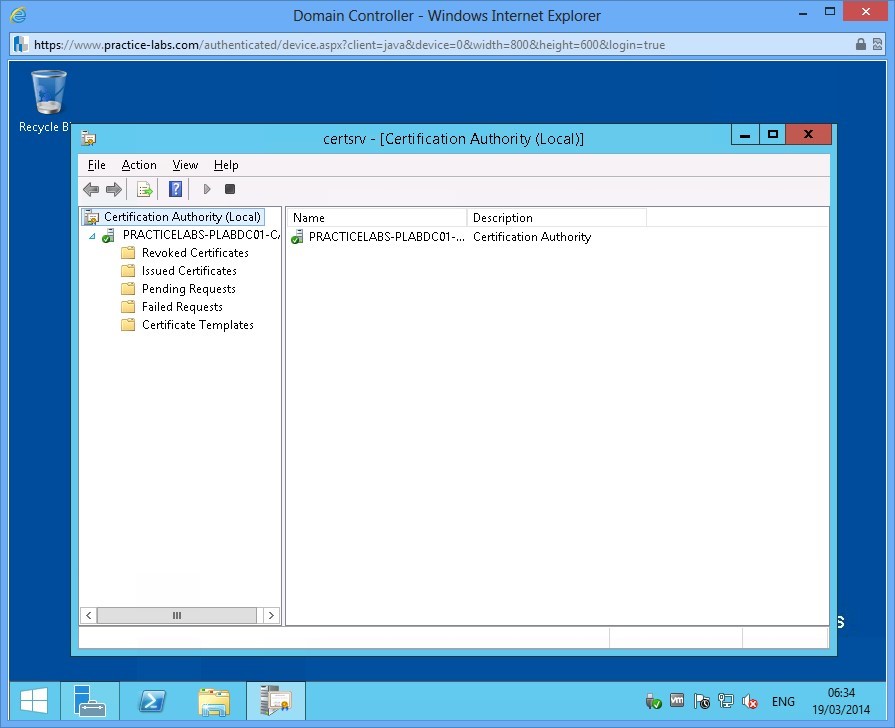 Domain Controller - Windows Internet Explorer
https://www.practice-labs.com/authenticated/device.aspx?client=java&device=0&width=800&height=600&login=true
Recycle B
certsrv - [Certification Authority (Local)]
File Action View Help
Certification Authority (Local)
PRACTICELABS-PLABDC01-CA
Revoked Certificates
Issued Certificates
Pending Requests
Failed Requests
Certificate Templates
Name Description
PRACTICELABS-PLABDC01-... Certification Authority
s
ENG
06:34
19/03/2014